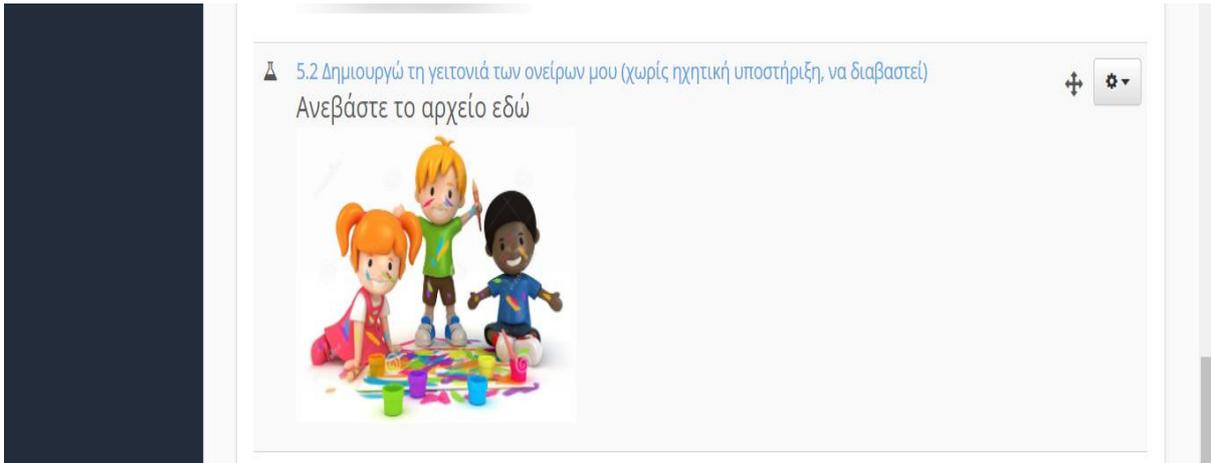 5.2 Δημιουργώ τη γειτονιά των ονείρων μου (χωρίς ηχητική υποστήριξη, να διαβαστεί)
Ανεβάστε το αρχείο εδώ